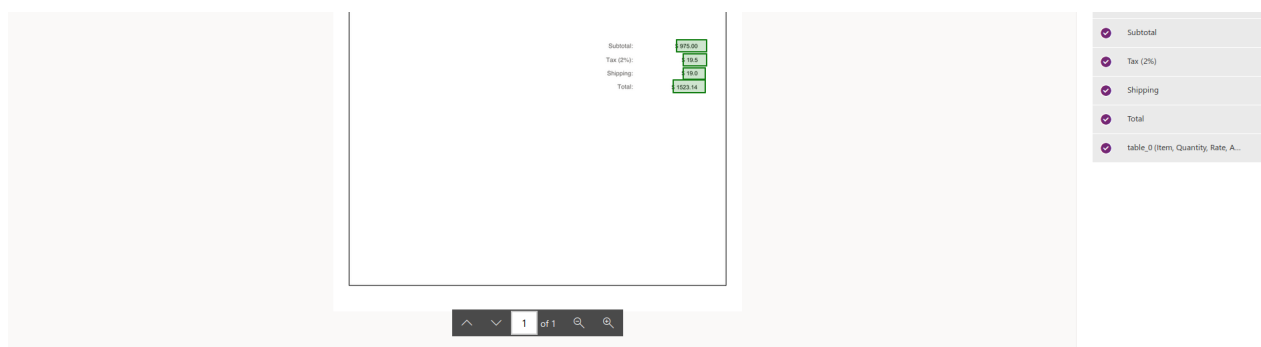 Subtotal: $ 975.00
Tax (2%): $ 19.5
Shipping: $ 19.0
Total: $ 1523.14
Subtotal
Tax (2%)
Shipping
Total
table_0 (Item, Quantity, Rate, A...
1 of 1